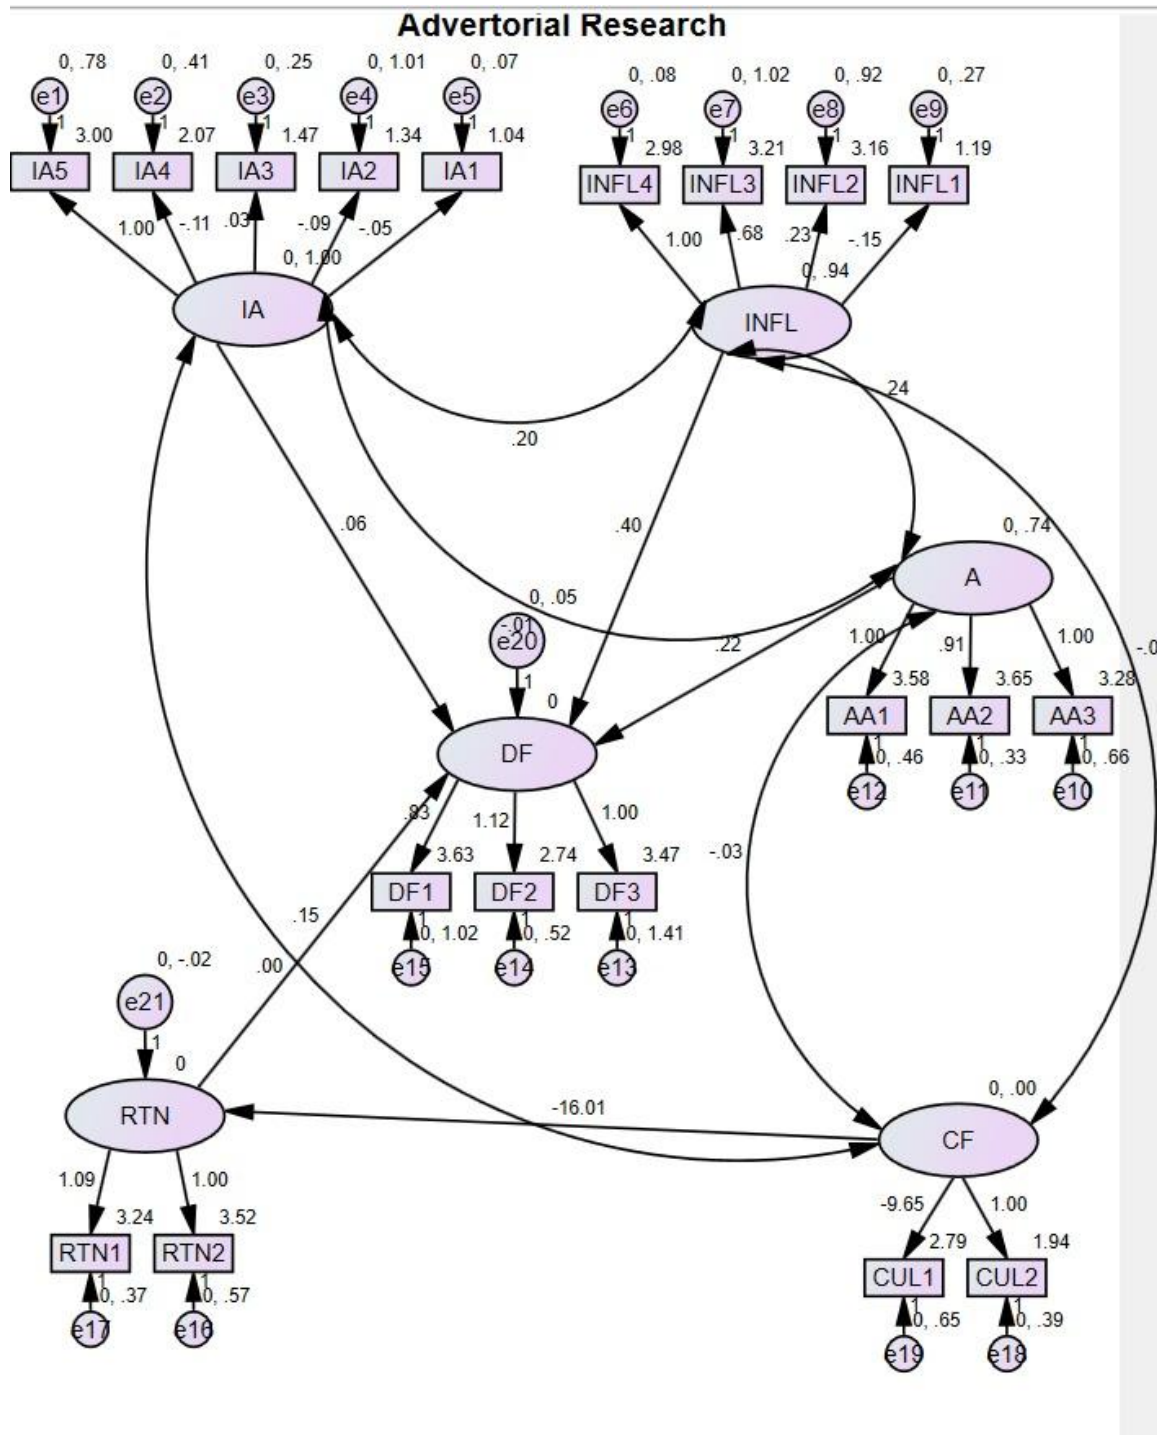 Advertorial Research
0, .78 0, .41 0, .25 0, 1.01 0, .07
0, .08 0, 1.02 0, .92 0, .27
e1 e2 e3 e4 e5
e6 e7 e8 e9
1 3.00 1 2.07 1 1.47 1 1.34 1 1.04
1 2.98 1 3.21 1 3.16 1 1.19
IA5 IA4 IA3 IA2 IA1
INFL4 INFL3 INFL2 INFL1
1.00 -.11 .03 -.09 -.05
1.00 .68 .23 -.15
0, 1.00
0, .94
IA
INFL
.24
.20
.06
.40
0, .74
A
0, .05
-.01
e20
.22
1.00 .91 1.00
1
0
3.58 3.65 3.28
AA1 AA2 AA3
DF
1 1 1
0, .46 0, .33 0, .66
e12 e11 e10
.83 1.12 1.00
3.63 2.74 3.47
-.03
DF1 DF2 DF3
1 1 1
0, 1.02 0, .52 0, 1.41
.15
.00
e15 e14 e13
0, -.02
e21
1
0
0, .00
-16.01
RTN
CF
1.09 1.00
-9.65 1.00
3.24 3.52
2.79 1.94
RTN1 RTN2
CUL1 CUL2
1 1
0, .37 0, .57
1 1
0, .65 0, .39
e17 e16
e19 e18